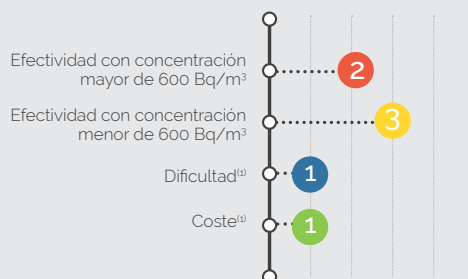 Efectividad con concentración
mayor de 600 Bq/m³
2
Efectividad con concentración
menor de 600 Bq/m³
3
Dificultad⁽¹⁾
1
Coste⁽¹⁾
1